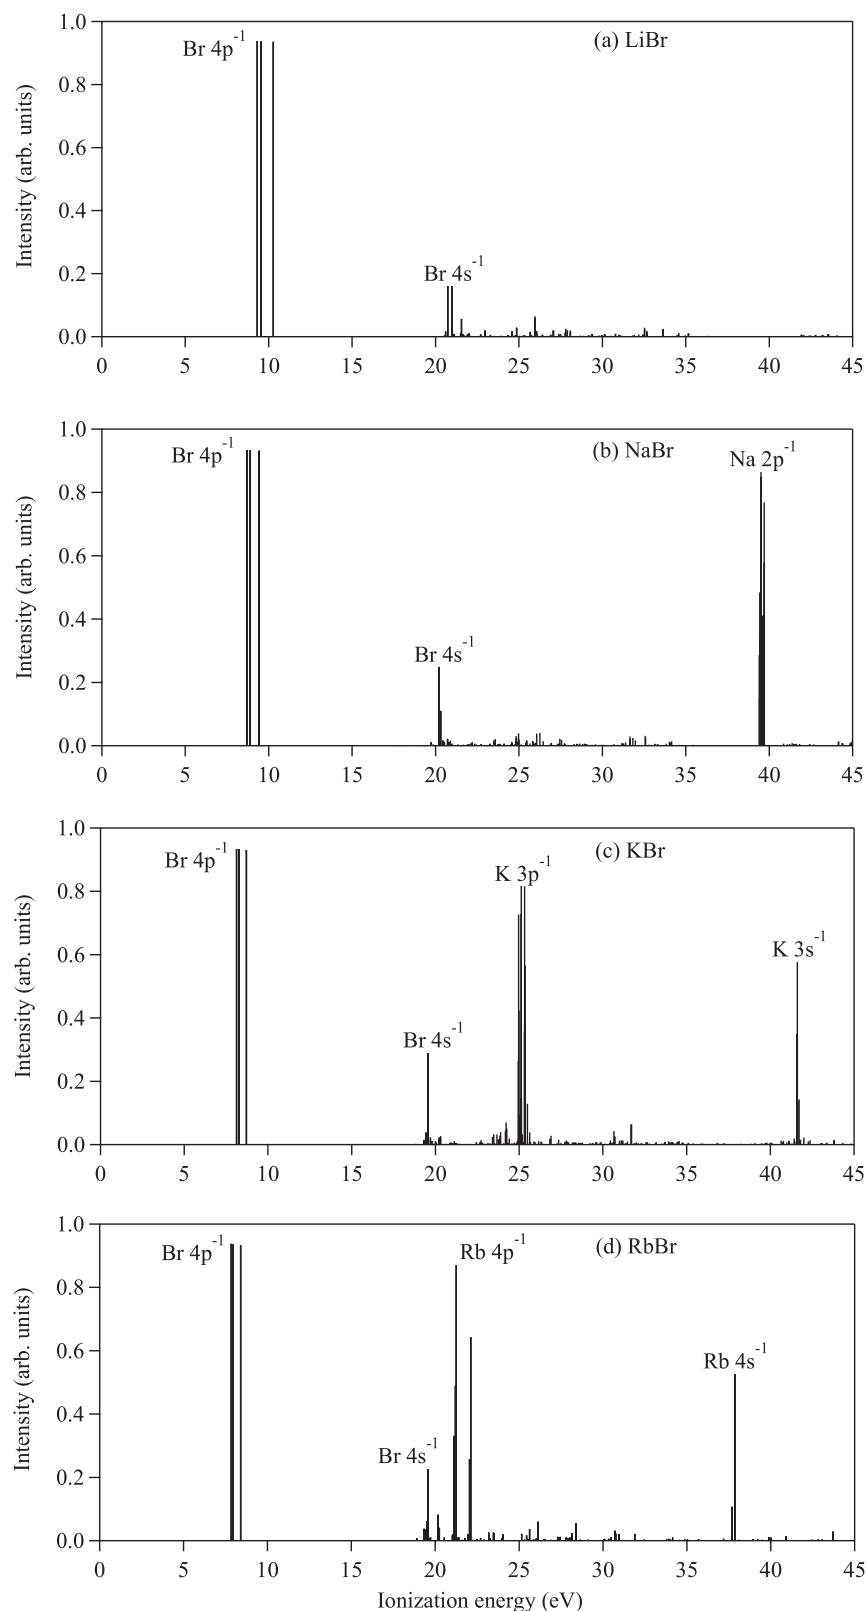 1.0
Br 4p⁻¹
(a) LiBr
0.8
0.6
Intensity (arb. units)
0.4
Br 4s⁻¹
0.2
0.0
0 5 10 15 20 25 30 35 40 45
1.0
Br 4p⁻¹
(b) NaBr
Na 2p⁻¹
0.8
0.6
Intensity (arb. units)
0.4
Br 4s⁻¹
0.2
0.0
0 5 10 15 20 25 30 35 40 45
1.0
Br 4p⁻¹
(c) KBr
K 3p⁻¹
0.8
K 3s⁻¹
0.6
Intensity (arb. units)
0.4
Br 4s⁻¹
0.2
0.0
0 5 10 15 20 25 30 35 40 45
1.0
Br 4p⁻¹
Rb 4p⁻¹
(d) RbBr
0.8
0.6
Rb 4s⁻¹
Intensity (arb. units)
0.4
Br 4s⁻¹
0.2
0.0
0 5 10 15 20 25 30 35 40 45
Ionization energy (eV)